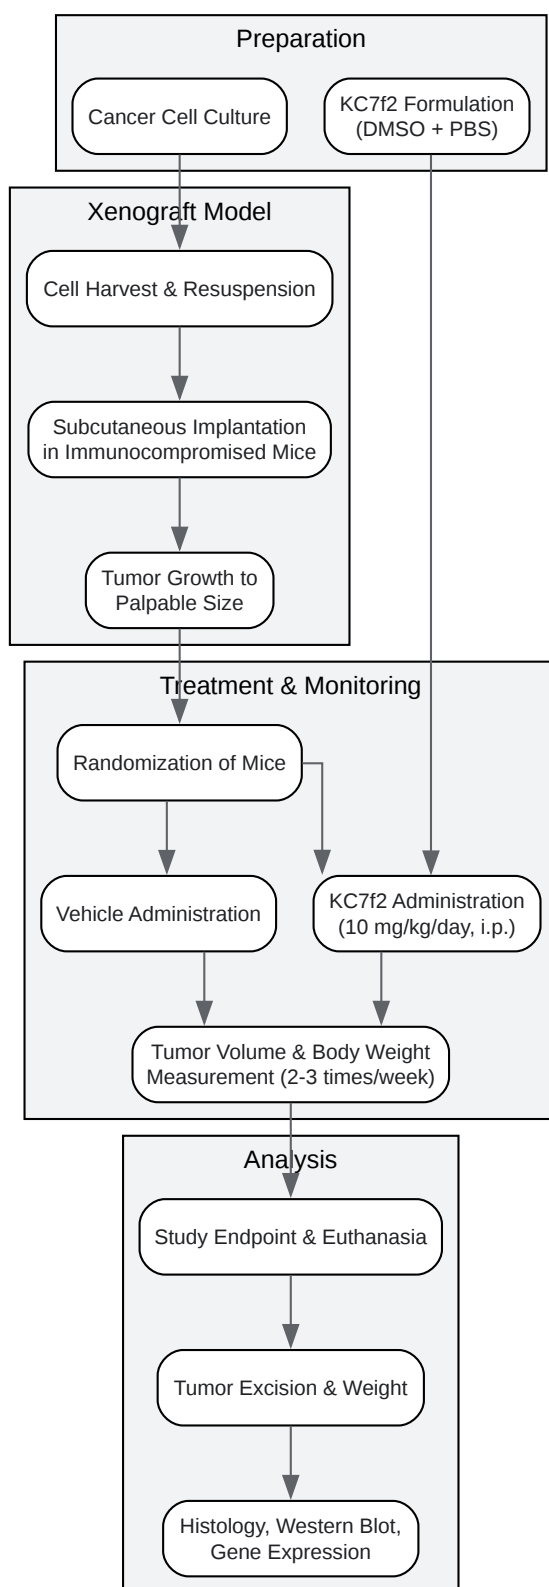 Preparation
Cancer Cell Culture
KC7f2 Formulation
(DMSO + PBS)
Xenograft Model
Cell Harvest & Resuspension
Subcutaneous Implantation
in Immunocompromised Mice
Tumor Growth to
Palpable Size
Treatment & Monitoring
Randomization of Mice
Vehicle Administration
KC7f2 Administration
(10 mg/kg/day, i.p.)
Tumor Volume & Body Weight
Measurement (2-3 times/week)
Analysis
Study Endpoint & Euthanasia
Tumor Excision & Weight
Histology, Western Blot,
Gene Expression